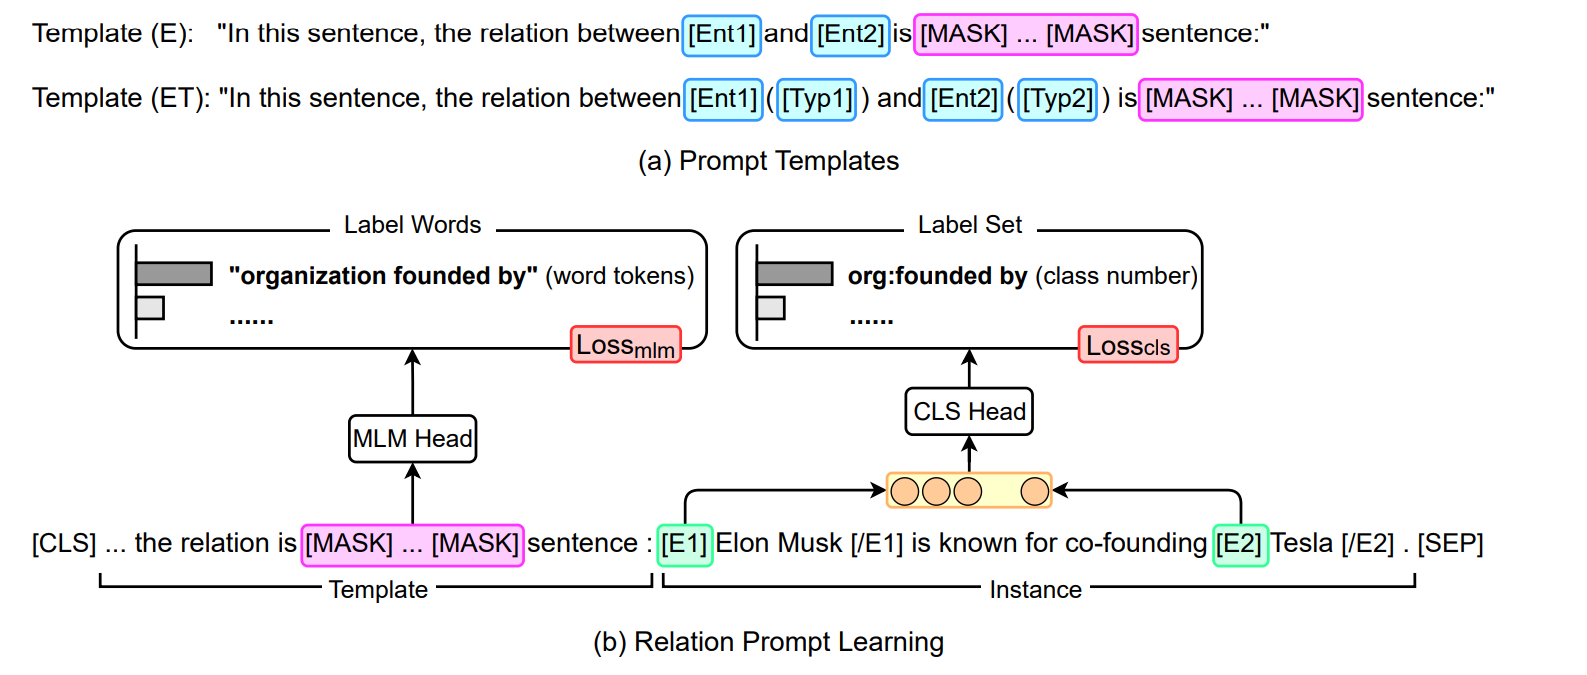 Template (E): "In this sentence, the relation between [Ent1] and [Ent2] is [MASK] ... [MASK] sentence:"
Template (ET): "In this sentence, the relation between [Ent1] ( [Typ1] ) and [Ent2] ( [Typ2] ) is [MASK] ... [MASK] sentence:"
(a) Prompt Templates
Label Words
"organization founded by" (word tokens)
......
Lossmlm
Label Set
org:founded by (class number)
......
Losscls
MLM Head
CLS Head
[CLS] ... the relation is [MASK] ... [MASK] sentence : [E1] Elon Musk [/E1] is known for co-founding [E2] Tesla [/E2] . [SEP]
Template
Instance
(b) Relation Prompt Learning